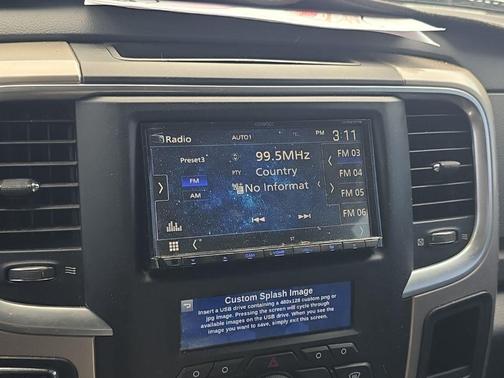 KENWOOD
Radio
AUTO1
TI
PM 3:11
Preset3
99.5MHz
FM 03
FM
PTY Country
FM 04
AM
No Informat
FM 05
FM 06
Custom Splash Image
Insert a USB drive containing a 480x128 custom png or
jpg image. Pressing the screen will cycle through
available images on the USB drive. When you see the
image you want to save, simply exit this screen.